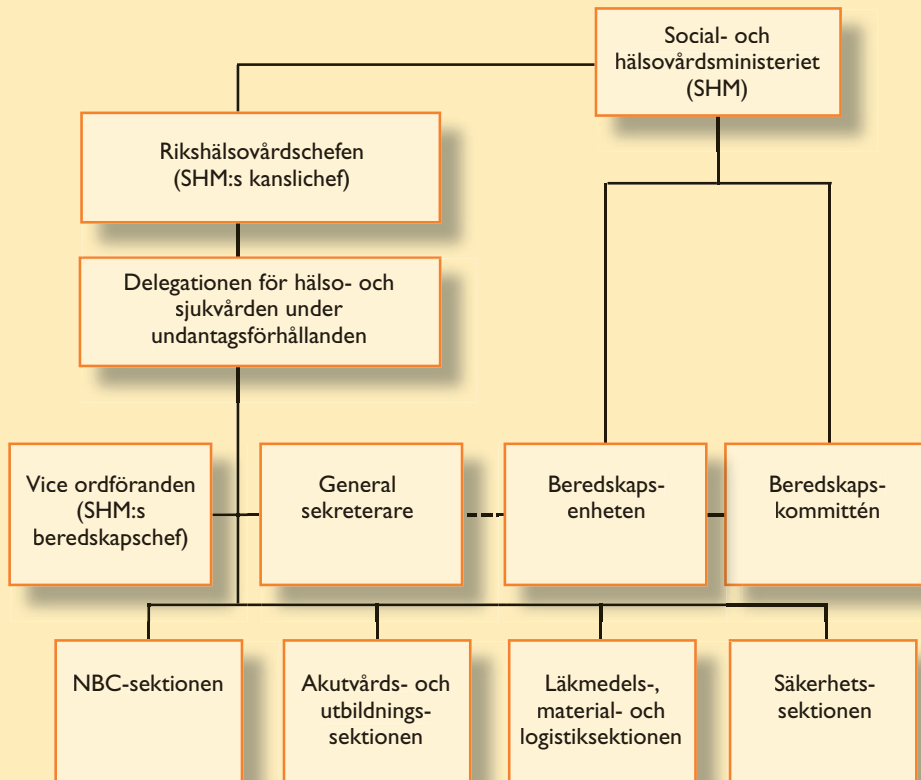 Social- och
hälsovårdsministeriet
(SHM)
Rikshälsovårdschefen
(SHM:s kanslichef)
Delegationen för hälso- och
sjukvården under
undantagsförhållanden
Vice ordföranden
(SHM:s
beredskapschef)
General
sekreterare
Beredskaps-
enheten
Beredskaps-
kommittén
NBC-sektionen
Akutvårds- och
utbildnings-
sektionen
Läkmedels-,
material- och
logistiksektionen
Säkerhets-
sektionen